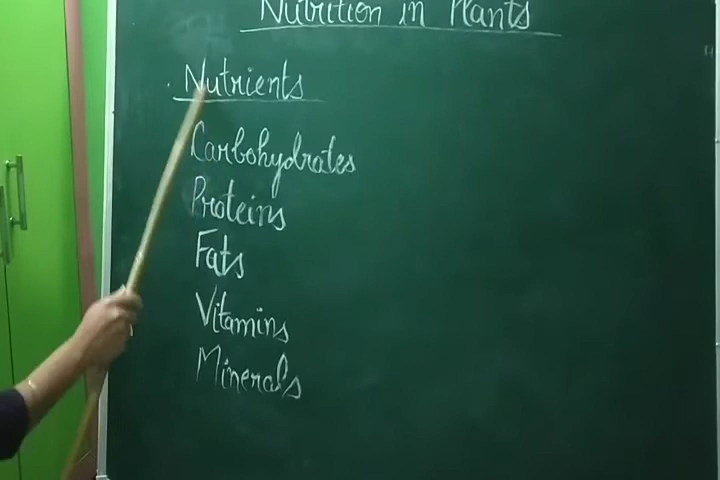 Nutrition in Plants
Nutrients
Carbohydrates
Proteins
Fats
Vitamins
Minerals